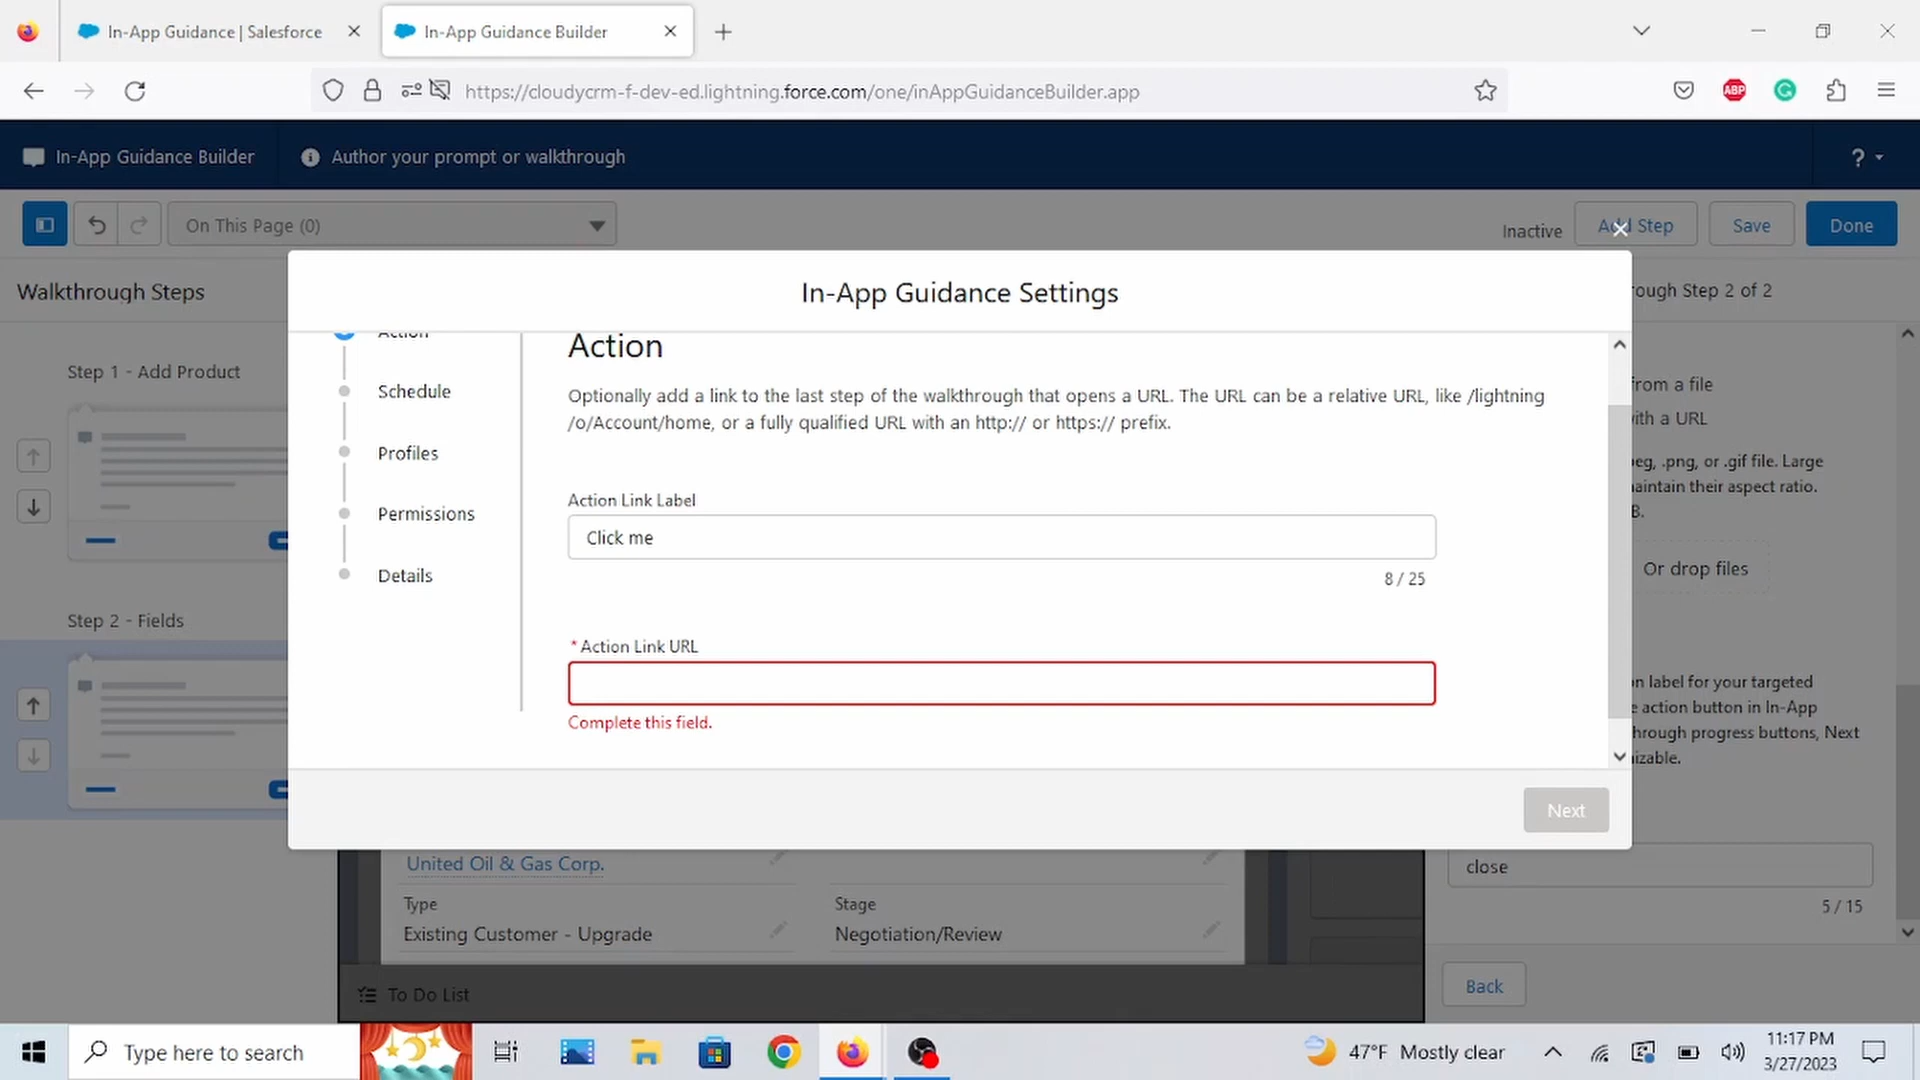 In-App Guidance | Salesforce
In-App Guidance Builder
https://cloudycrm-f-dev-ed.lightning.force.com/one/inAppGuidanceBuilder.app
ABP
In-App Guidance Builder
Author your prompt or walkthrough
?
On This Page (0)
Inactive
Add Step
Save
Done
Walkthrough Steps
In-App Guidance Settings
rough Step 2 of 2
Step 1 - Add Product
Action
Schedule
Profiles
Permissions
Details
Action
Optionally add a link to the last step of the walkthrough that opens a URL. The URL can be a relative URL, like /lightning
/o/Account/home, or a fully qualified URL with an http:// or https:// prefix.
Action Link Label
Click me
8 / 25
* Action Link URL
Complete this field.
Next
from a file
with a URL
peg, .png, or .gif file. Large
aintain their aspect ratio.
B.
Or drop files
Step 2 - Fields
n label for your targeted
e action button in In-App
hrough progress buttons, Next
izable.
close
5 / 15
Back
United Oil & Gas Corp.
Type
Existing Customer - Upgrade
Stage
Negotiation/Review
To Do List
Type here to search
47°F Mostly clear
11:17 PM
3/27/2023